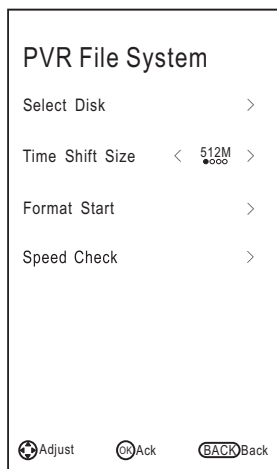 PVR File System
Select Disk >
Time Shift Size < 512M >
Format Start >
Speed Check >
Adjust OK Ack BACK Back